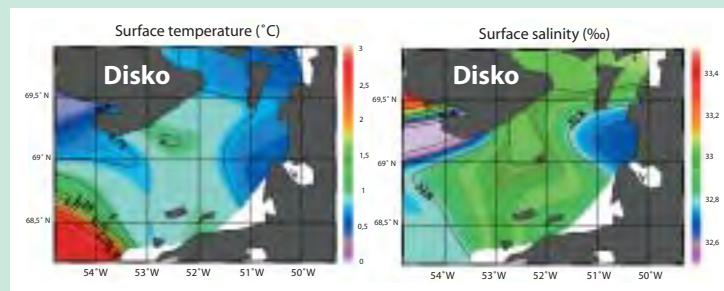 Surface temperature (˚C)
Disko
69,5˚ N
69˚ N
68,5˚ N
54˚W
53˚W
52˚W
51˚W
50˚W
3
2,5
2
1,5
1
0,5
0
Surface salinity (‰)
Disko
69,5˚ N
69˚ N
68,5˚ N
54˚W
53˚W
52˚W
51˚W
50˚W
33,4
33,2
33
32,8
32,6